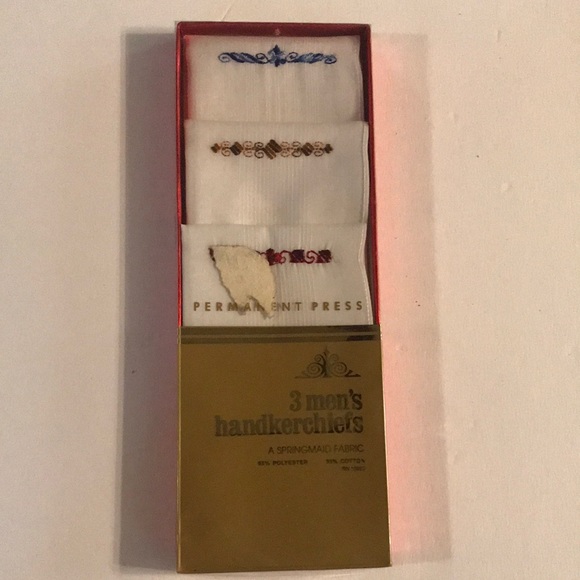 PERMANENT PRESS
3 men's
handkerchiefs
A SPRINGMAID FABRIC
POLYESTER COTTON